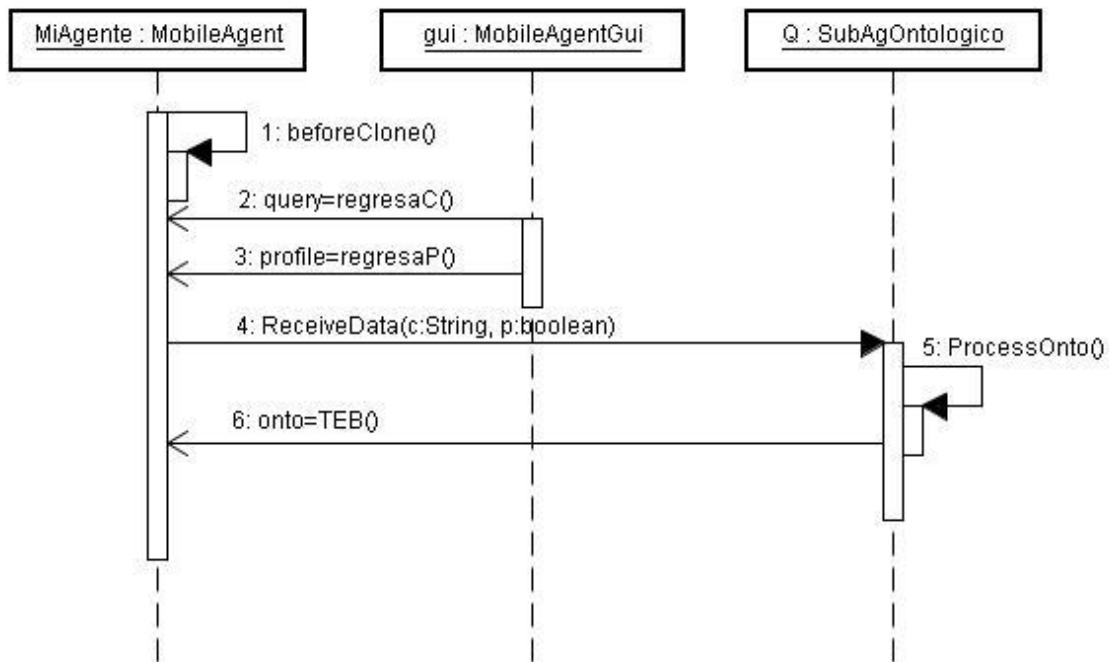 MiAgente : MobileAgent
gui : MobileAgentGui
Q : SubAgOntologico
1: beforeClone()
2: query=regresaC()
3: profile=regresaP()
4: ReceiveData(c:String, p:boolean)
5: ProcessOnto()
6: onto=TEB()